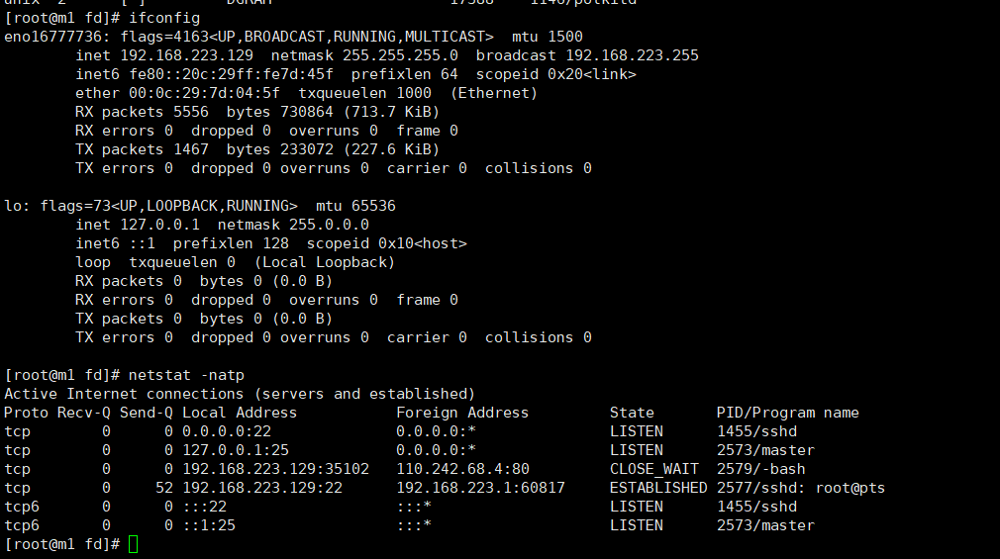 unix 2 [ ] DGRAM 17388 1146/polkitd
[root@m1 fd]# ifconfig
eno16777736: flags=4163<UP,BROADCAST,RUNNING,MULTICAST>  mtu 1500
        inet 192.168.223.129  netmask 255.255.255.0  broadcast 192.168.223.255
        inet6 fe80::20c:29ff:fe7d:45f  prefixlen 64  scopeid 0x20<link>
        ether 00:0c:29:7d:04:5f  txqueuelen 1000  (Ethernet)
        RX packets 5556  bytes 730864 (713.7 KiB)
        RX errors 0  dropped 0  overruns 0  frame 0
        TX packets 1467  bytes 233072 (227.6 KiB)
        TX errors 0  dropped 0 overruns 0  carrier 0  collisions 0

lo: flags=73<UP,LOOPBACK,RUNNING>  mtu 65536
        inet 127.0.0.1  netmask 255.0.0.0
        inet6 ::1  prefixlen 128  scopeid 0x10<host>
        loop  txqueuelen 0  (Local Loopback)
        RX packets 0  bytes 0 (0.0 B)
        RX errors 0  dropped 0  overruns 0  frame 0
        TX packets 0  bytes 0 (0.0 B)
        TX errors 0  dropped 0 overruns 0  carrier 0  collisions 0

[root@m1 fd]# netstat -natp
Active Internet connections (servers and established)
Proto Recv-Q Send-Q Local Address           Foreign Address         State       PID/Program name
tcp        0      0 0.0.0.0:22              0.0.0.0:*               LISTEN      1455/sshd
tcp        0      0 127.0.0.1:25            0.0.0.0:*               LISTEN      2573/master
tcp        0      0 192.168.223.129:35102   110.242.68.4:80         CLOSE_WAIT  2579/-bash
tcp        0     52 192.168.223.129:22      192.168.223.1:60817     ESTABLISHED 2577/sshd: root@pts
tcp6       0      0 :::22                   :::*                    LISTEN      1455/sshd
tcp6       0      0 ::1:25                  :::*                    LISTEN      2573/master
[root@m1 fd]#